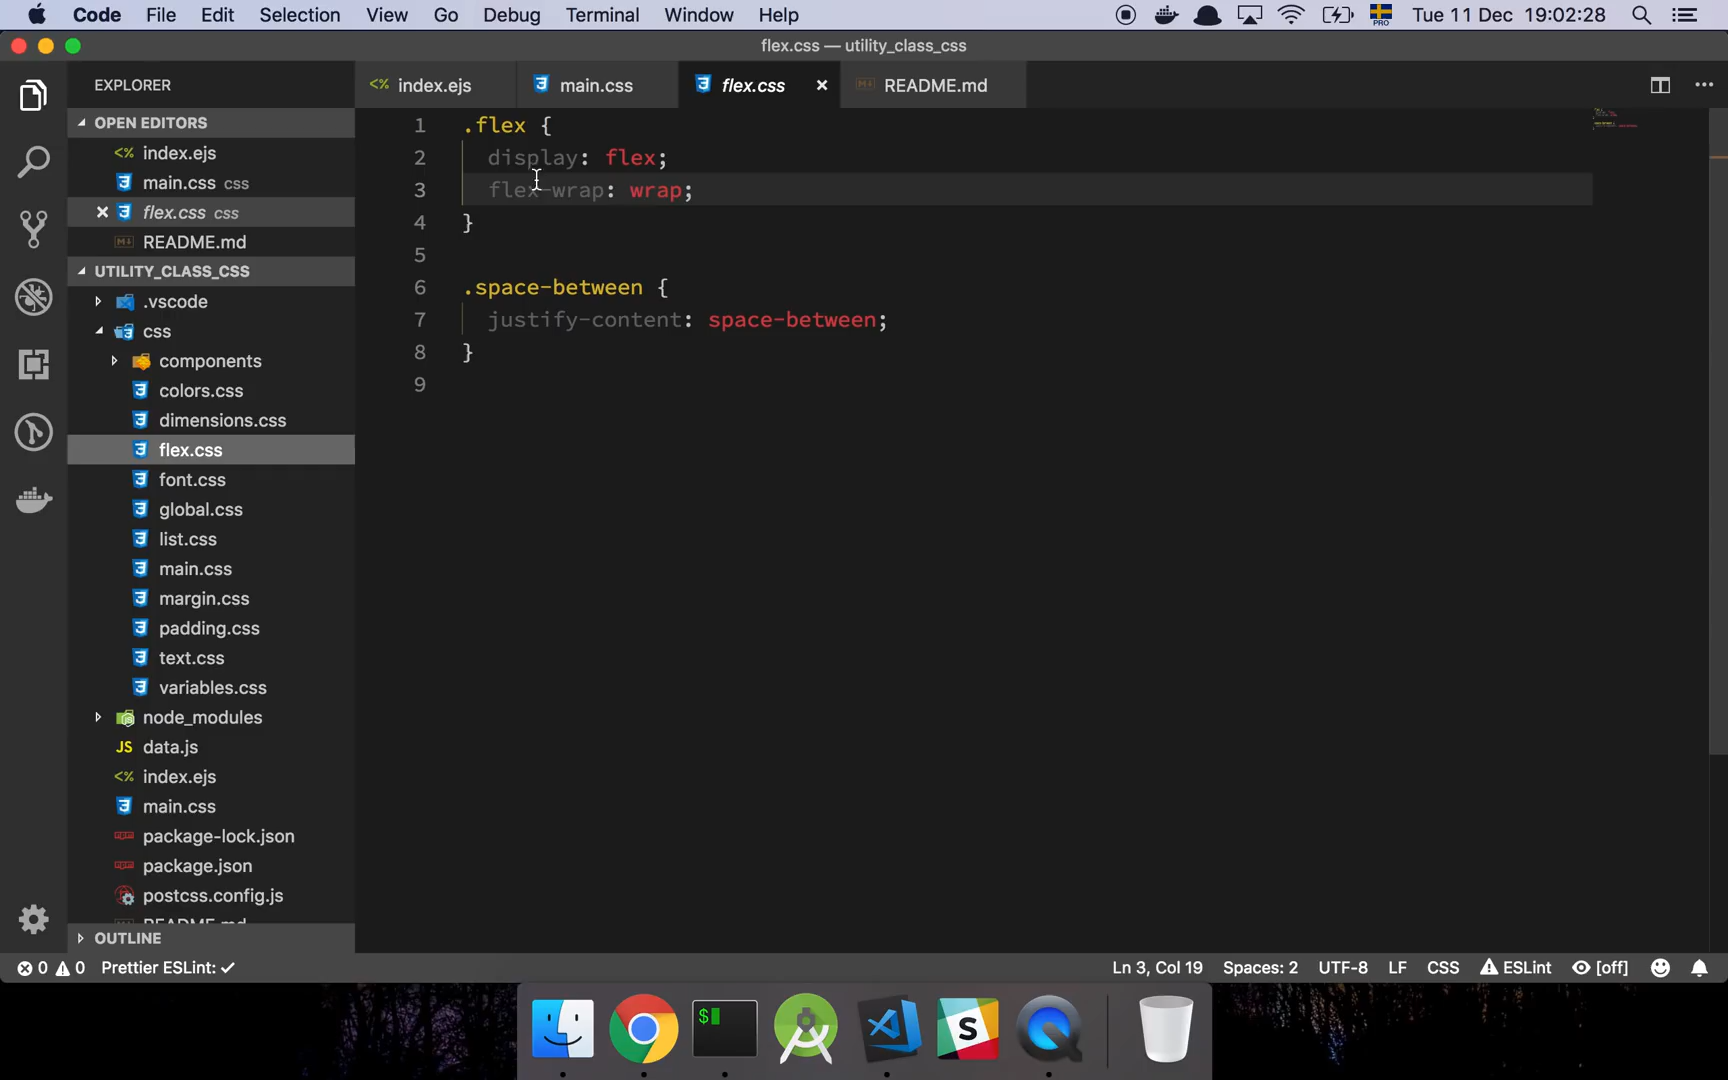 Code File Edit Selection View Go Debug Terminal Window Help PRO Tue 11 Dec 19:02:28
flex.css — utility_class_css
EXPLORER
OPEN EDITORS
<% index.ejs
main.css css
flex.css css
README.md
UTILITY_CLASS_CSS
.vscode
css
components
colors.css
dimensions.css
flex.css
font.css
global.css
list.css
main.css
margin.css
padding.css
text.css
variables.css
node_modules
JS data.js
<% index.ejs
main.css
package-lock.json
package.json
postcss.config.js
README.md
OUTLINE
<% index.ejs main.css flex.css README.md
1 .flex {
2 display: flex;
3 flex-wrap: wrap;
4 }
5
6 .space-between {
7 justify-content: space-between;
8 }
9
0 0 Prettier ESLint: ✓ Ln 3, Col 19 Spaces: 2 UTF-8 LF CSS ESLint [off]
$
S